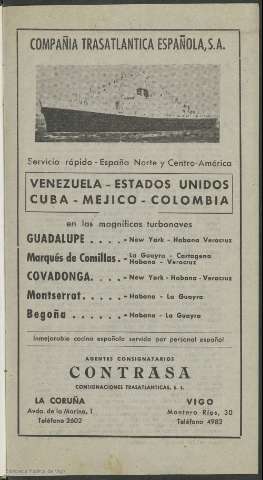 COMPAÑIA TRASATLANTICA ESPAÑOLA, S.A.
Servicio rápido - España Norte y Centro-América
VENEZUELA - ESTADOS UNIDOS
CUBA - MEJICO - COLOMBIA
en las magníficas turbonaves
GUADALUPE . . . . - New York - Habana Veracruz
Marqués de Comillas. - La Guayra - Cartagena
Habana - Veracruz
COVADONGA. . . . - New York - Habana - Veracruz
Montserrat. . . . . - Habana - La Guayra
Begoña . . . . . - Habana - La Guayra
Inmejorable cocina española servida por personal español
AGENTES CONSIGNATARIOS
CONTRASA
CONSIGNACIONES TRASATLANTICAS, S. L.
LA CORUÑA
Avda. de la Marina, 1
Teléfono 2602
VIGO
Montero Ríos, 30
Teléfono 4982